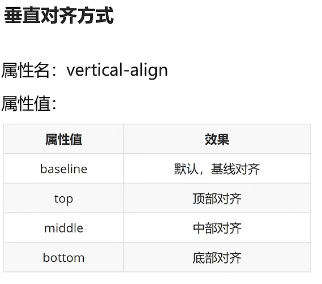 垂直对齐方式
属性名：vertical-align
属性值：
属性值 效果
baseline 默认，基线对齐
top 顶部对齐
middle 中部对齐
bottom 底部对齐